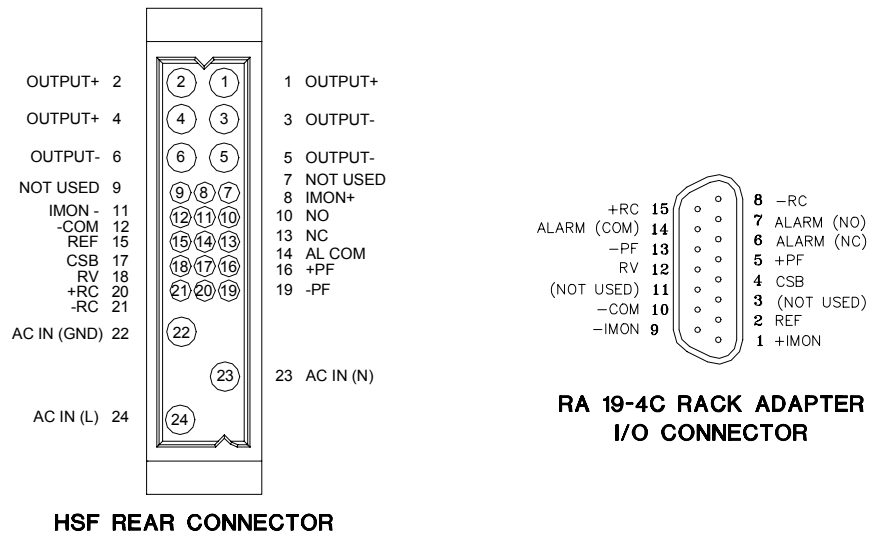 OUTPUT+ 2
2 1
1 OUTPUT+
OUTPUT+ 4
4 3
3 OUTPUT-
OUTPUT- 6
6 5
5 OUTPUT-
7 NOT USED
NOT USED 9
9 8 7
8 IMON+
IMON - 11
12 11 10
10 NO
-COM 12
REF 15
15 14 13
13 NC
14 AL COM
CSB 17
18 17 16
16 +PF
RV 18
+RC 20
21 20 19
19 -PF
-RC 21
AC IN (GND) 22
22
23
23 AC IN (N)
AC IN (L) 24
24
HSF REAR CONNECTOR
+RC 15
ALARM (COM) 14
-PF 13
RV 12
(NOT USED) 11
-COM 10
-IMON 9
8 -RC
7 ALARM (NO)
6 ALARM (NC)
5 +PF
4 CSB
3 (NOT USED)
2 REF
1 +IMON
RA 19-4C RACK ADAPTER
I/O CONNECTOR